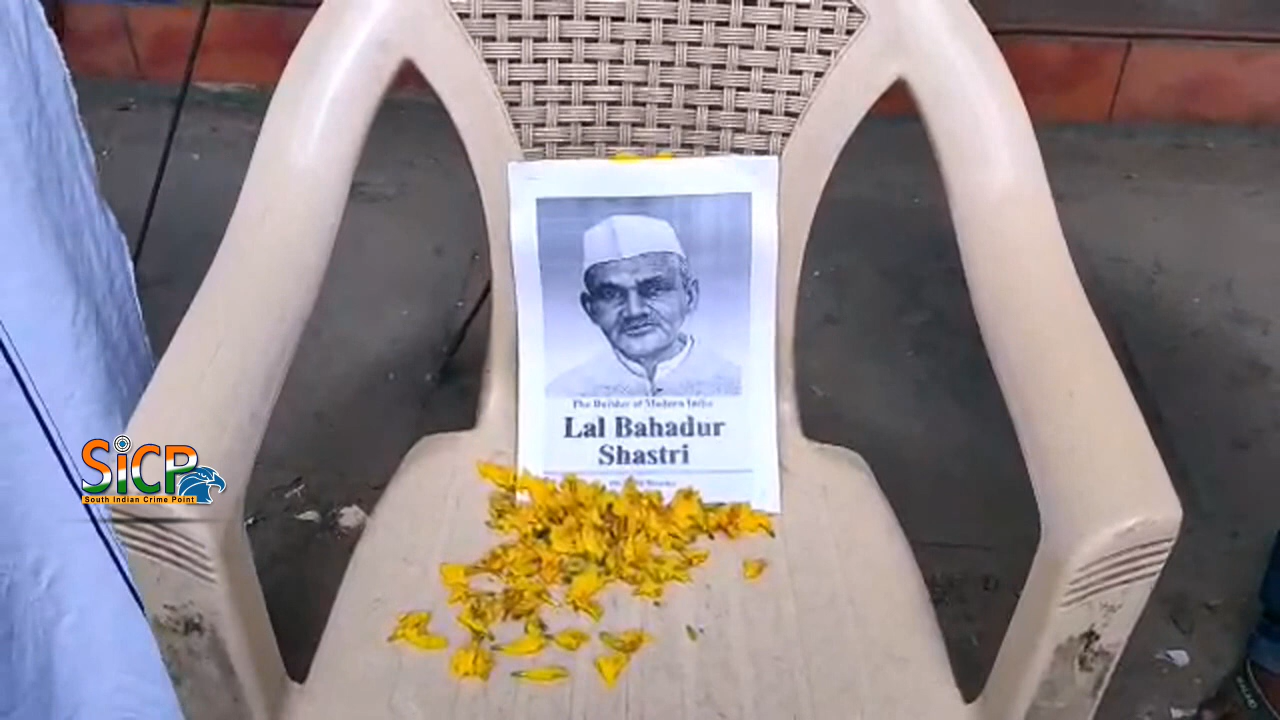 The Builder of Modern India
Lal Bahadur
Shastri
SiCP
South Indian Crime Point